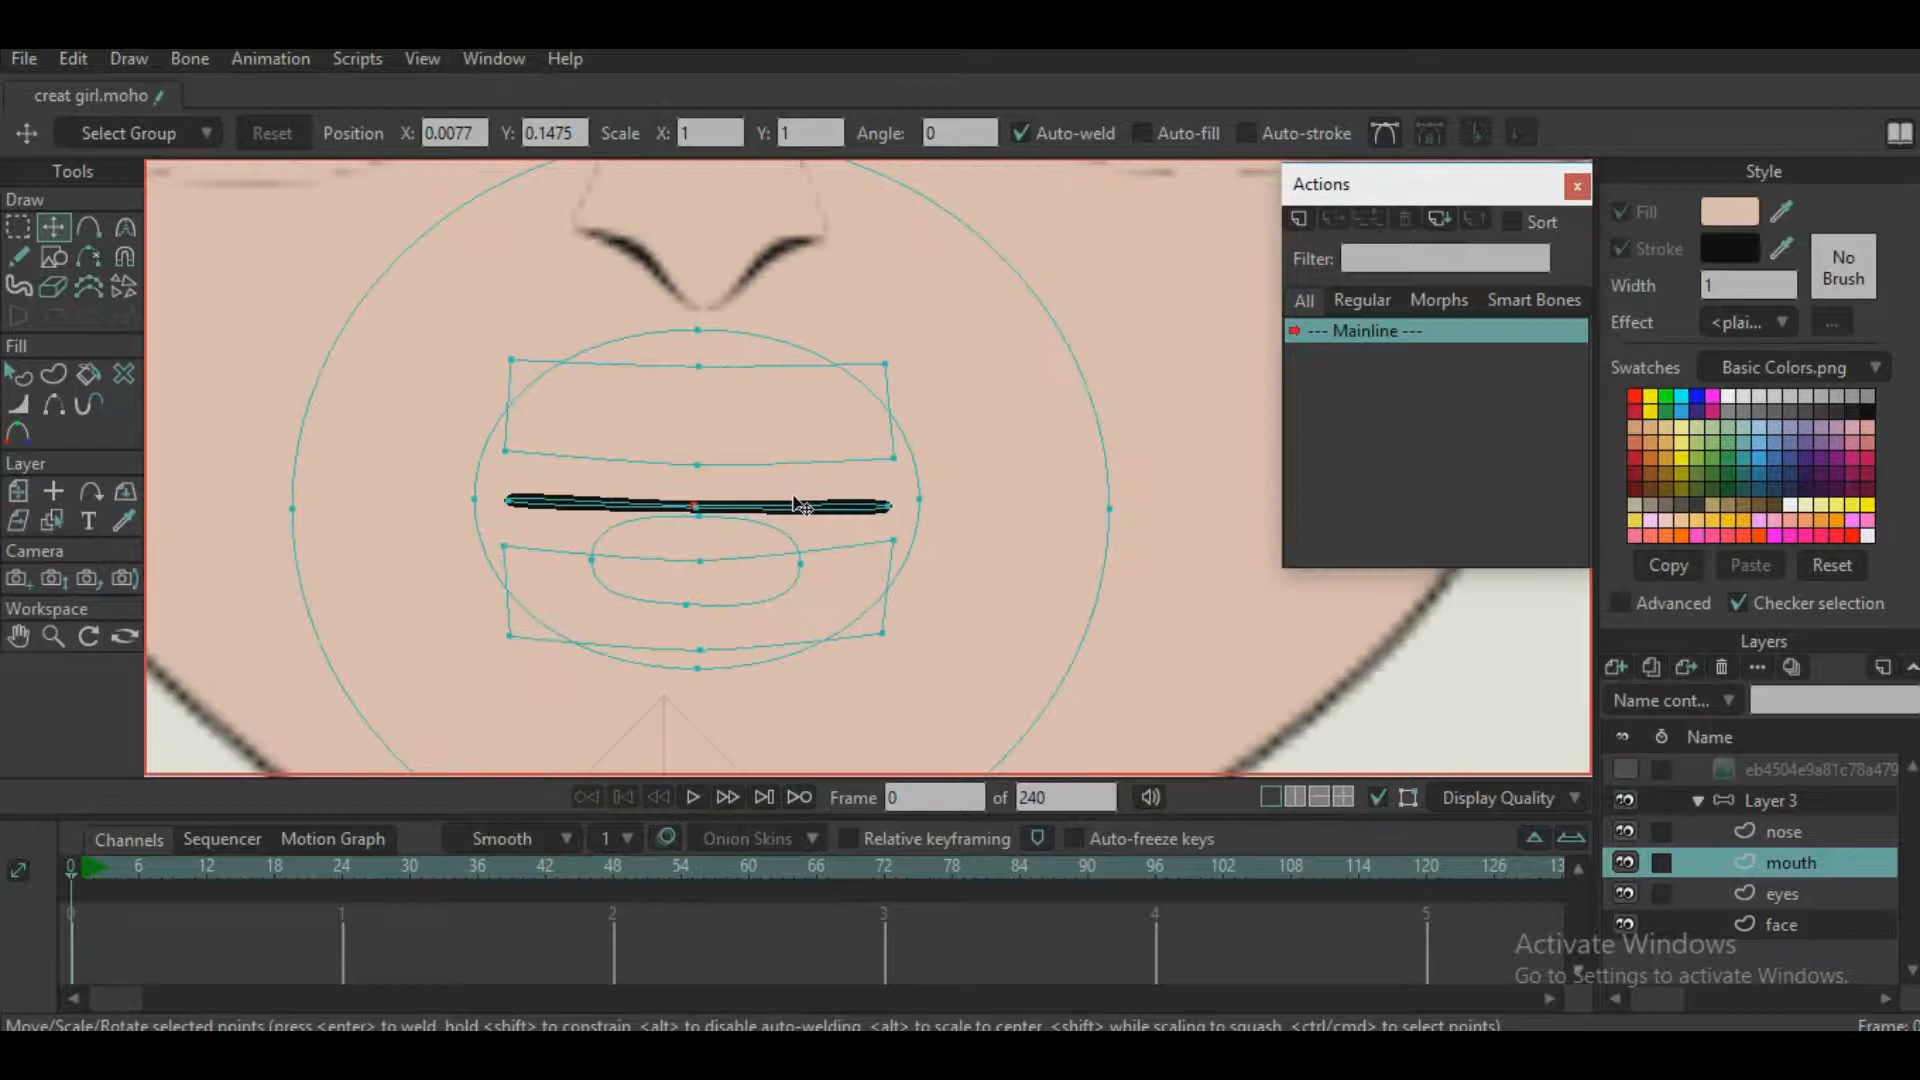 File Edit Draw Bone Animation Scripts View Window Help
creat girl.moho
Select Group Reset Position X: 0.0077 Y: 0.1475 Scale X: 1 Y: 1 Angle: 0 Auto-weld Auto-fill Auto-stroke
Tools
Draw
Fill
Layer
Camera
Workspace
Actions
Sort
Filter:
All Regular Morphs Smart Bones
--- Mainline ---
Style
Fill
Stroke
No
Brush
Width 1
Effect <plai... ...
Swatches Basic Colors.png
Copy Paste Reset
Advanced Checker selection
Layers
Name cont...
Name
eb4504e9a81c78a479
Layer 3
nose
mouth
eyes
face
Frame 0 of 240 Display Quality
Channels Sequencer Motion Graph Smooth 1 Onion Skins Relative keyframing Auto-freeze keys
0 6 12 18 24 30 36 42 48 54 60 66 72 78 84 90 96 102 108 114 120 126 13
0 1 2 3 4 5
Activate Windows
Go to Settings to activate Windows.
Move/Scale/Rotate selected points (press <enter> to weld, hold <shift> to constrain, <alt> to disable auto-welding, <alt> to scale to center, <shift> while scaling to squash, <ctrl/cmd> to select points)
Frame: 0